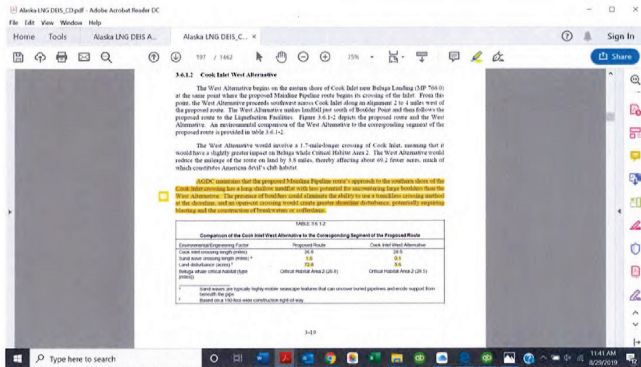 Alaska LNG DEIS_CD.pdf - Adobe Acrobat Reader DC
File Edit View Window Help
Home Tools Alaska LNG DEIS A... Alaska LNG DEIS_C... × Sign In
197 / 1462 75% Share
3.6.1.2 Cook Inlet West Alternative
The West Alternative begins on the eastern shore of Cook Inlet near Beluga Landing (MP 766.0)
at the same point where the proposed Mainline Pipeline route begins its crossing of the Inlet. From this
point, the West Alternative proceeds southwest across Cook Inlet along an alignment 2 to 4 miles west of
the proposed route. The West Alternative makes landfall just south of Boulder Point and then follows the
proposed route to the Liquefaction Facilities. Figure 3.6.1-2 depicts the proposed route and the West
Alternative. An environmental comparison of the West Alternative to the corresponding segment of the
proposed route is provided in table 3.6.1-2.
The West Alternative would involve a 1.7-mile-longer crossing of Cook Inlet, meaning that it
would have a slightly greater impact on Beluga whale Critical Habitat Area 2. The West Alternative would
reduce the mileage of the route on land by 3.8 miles, thereby affecting about 69.2 fewer acres, much of
which constitutes American devil's club habitat.
AGDC maintains that the proposed Mainline Pipeline route's approach to the southern shore of the
Cook Inlet crossing has a long shallow landfall with less potential for encountering large boulders than the
West Alternative. The presence of boulders could eliminate the ability to use a trenchless crossing method
at the shoreline, and an open-cut crossing would create greater shoreline disturbance, potentially requiring
blasting and the construction of breakwaters or cofferdams.
TABLE 3.6.1-2
Comparison of the Cook Inlet West Alternative to the Corresponding Segment of the Proposed Route
Environmental/Engineering Factor Proposed Route Cook Inlet West Alternative
Cook Inlet crossing length (miles)
Sand wave crossing length (miles) a
Land disturbance (acres) b
Beluga whale critical habitat (type Critical Habitat Area 2 Critical Habitat Area 2
(miles))
a Sand waves are typically highly mobile seascape features that can uncover buried pipelines and erode support from
beneath the pipe
b Based on a 150-foot-wide construction right-of-way
3-19
Type here to search
11:41 AM
8/29/2019